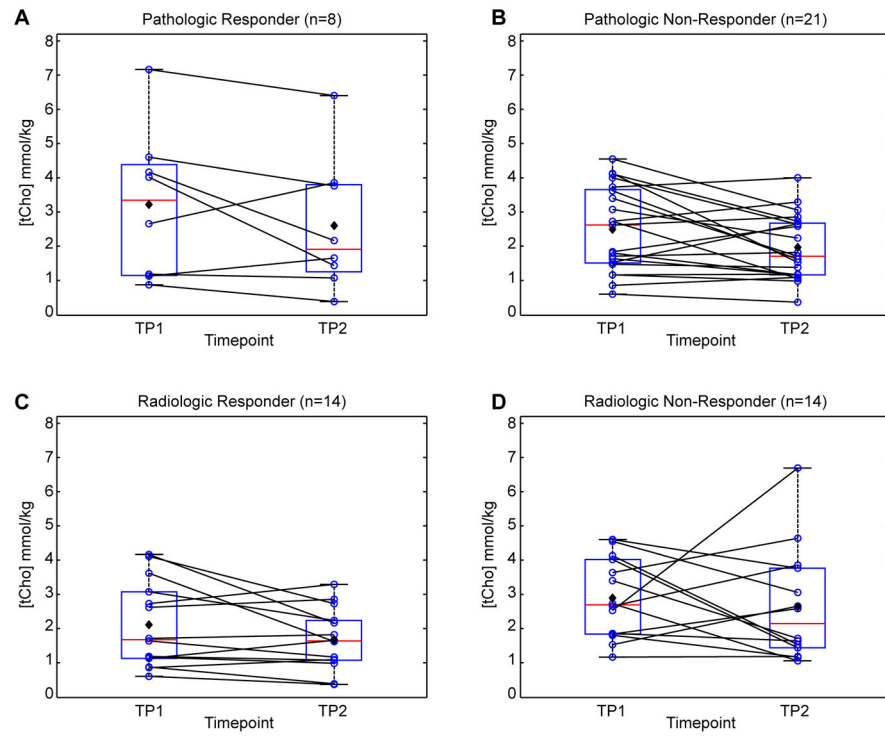 A
Pathologic Responder (n=8)
8
7
6
5
4
3
2
1
0
[tCho] mmol/kg
TP1
TP2
Timepoint
B
Pathologic Non-Responder (n=21)
8
7
6
5
4
3
2
1
0
[tCho] mmol/kg
TP1
TP2
Timepoint
C
Radiologic Responder (n=14)
8
7
6
5
4
3
2
1
0
[tCho] mmol/kg
TP1
TP2
Timepoint
D
Radiologic Non-Responder (n=14)
8
7
6
5
4
3
2
1
0
[tCho] mmol/kg
TP1
TP2
Timepoint